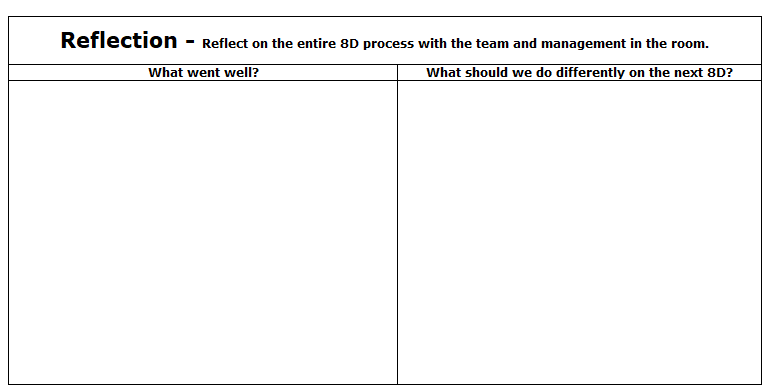 Reflection - Reflect on the entire 8D process with the team and management in the room.
What went well?
What should we do differently on the next 8D?